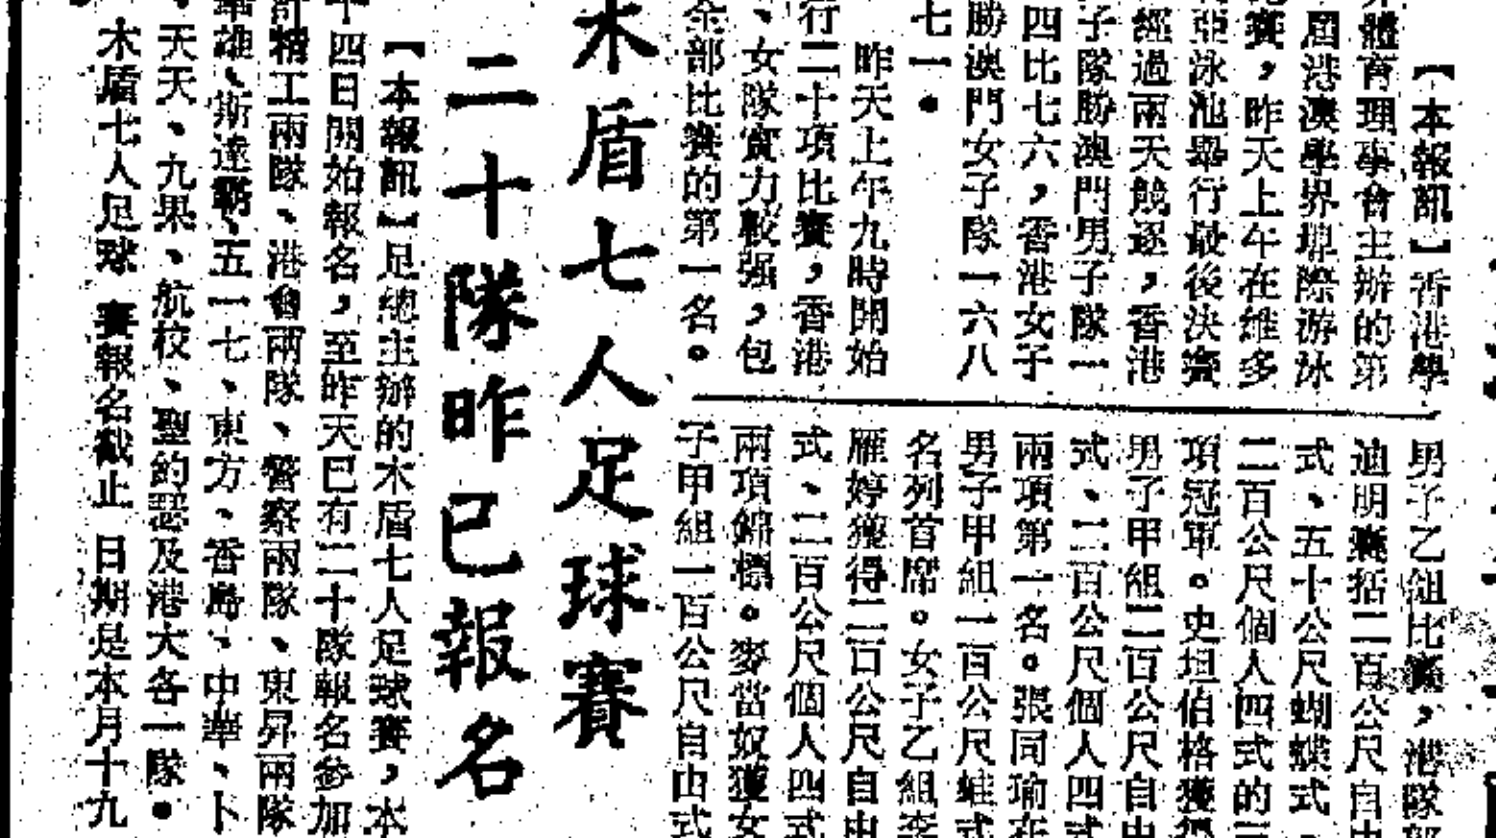 【本報訊】香港學
界體育理事會主辦的第
屆港澳學界埠際游泳
賽，昨天上午在維多
亞泳池舉行最後決賽
經過兩天競逐，香港
子隊勝澳門男子隊一
四比七六，香港女子
勝澳門女子隊一六八
七一。
昨天上午九時開始
行二十項比賽，香港
、女隊實力較强，包
全部比賽的第一名。
男子乙組比賽，港隊
迪明囊括二百公尺自由
式、五十公尺蝴蝶式、
二百公尺個人四式的三
項冠軍。史坦伯格獲得
男子甲組二百公尺自由
式、二百公尺個人四式
兩項第一名。張同瑜在
男子甲組一百公尺蛙式
名列首席。女子乙組李
雁婷獲得二百公尺自由
式、二百公尺個人四式
兩項錦標。麥當奴獲女
子甲組一百公尺自由式
木盾七人足球賽
二十隊昨已報名
【本報訊】足總主辦的木盾七人足球賽，本
十四日開始報名，至昨天已有二十隊報名參加
計精工兩隊、港會兩隊、警察兩隊、東昇兩隊
華雄、斯達霸、五一七、東方、香島、中華、卜
、天天、九果、航校、聖約瑟及港大各一隊。
木盾七人足球賽報名截止日期是本月十九